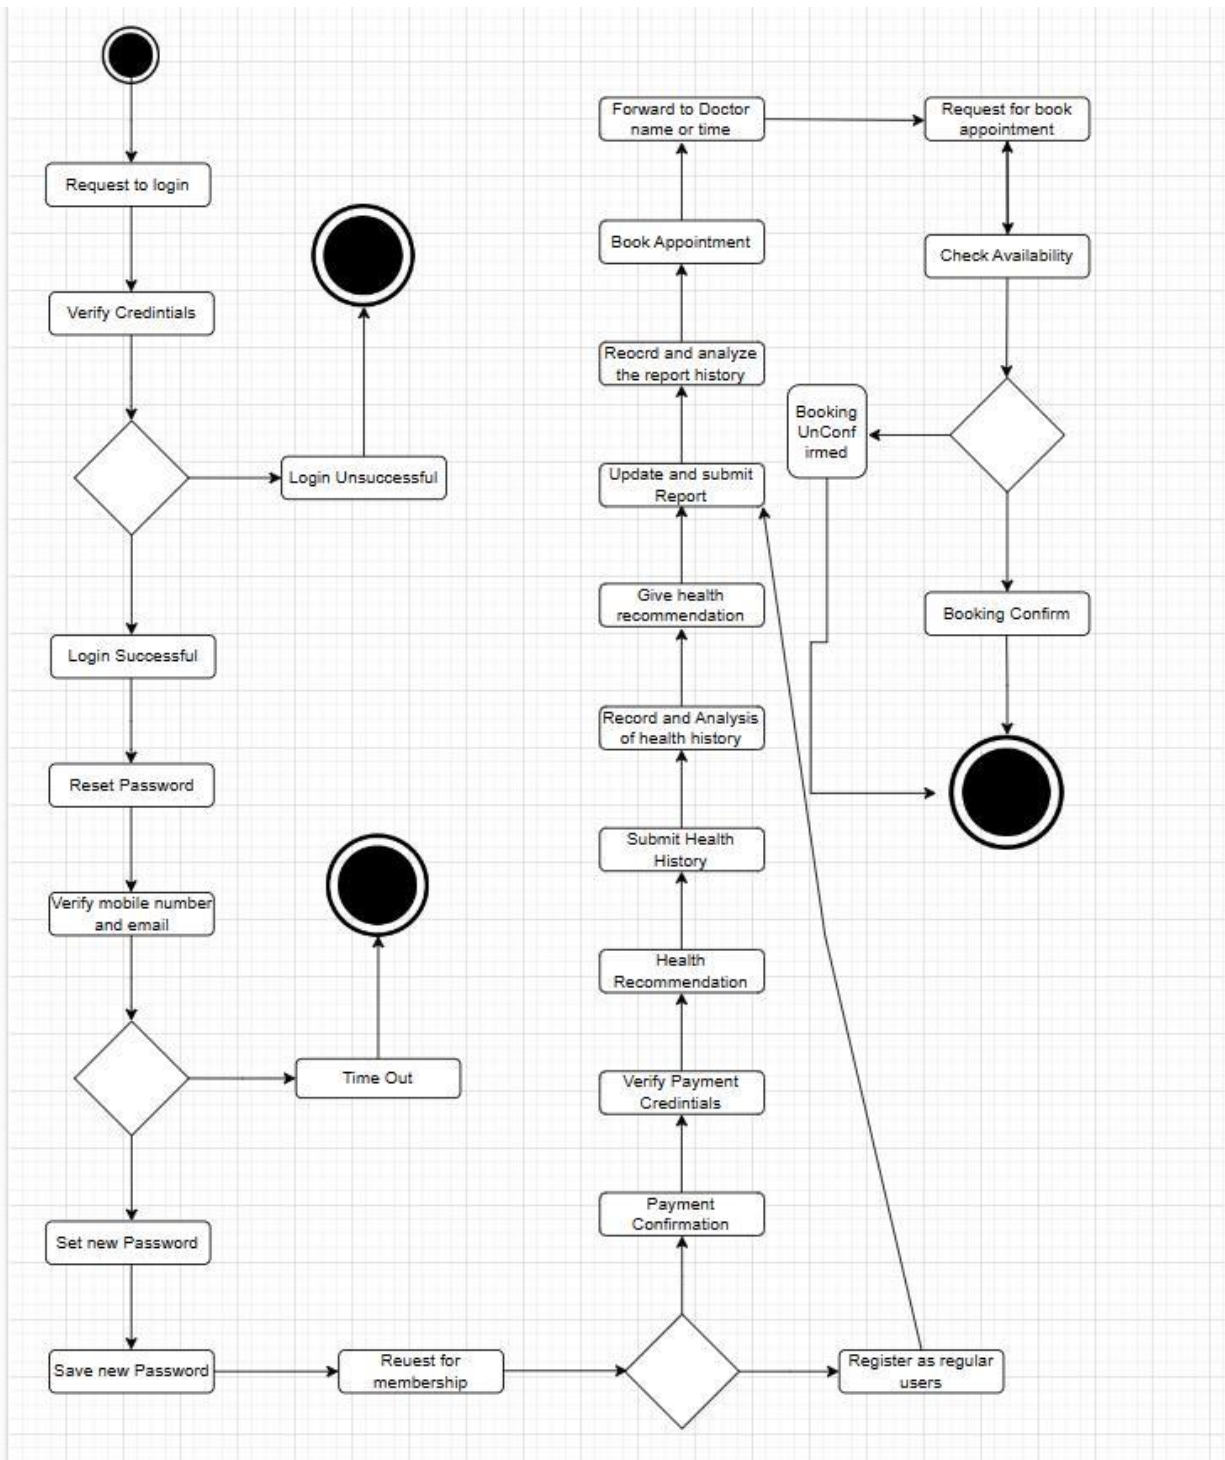 Request to login
Verify Credintials
Login Unsuccessful
Login Successful
Reset Password
Verify mobile number
and email
Time Out
Set new Password
Save new Password
Reuest for
membership
Register as regular
users
Payment
Confirmation
Verify Payment
Credintials
Health
Recommendation
Submit Health
History
Record and Analysis
of health history
Give health
recommendation
Update and submit
Report
Reocrd and analyze
the report history
Book Appointment
Forward to Doctor
name or time
Request for book
appointment
Check Availability
Booking
UnConf
irmed
Booking Confirm